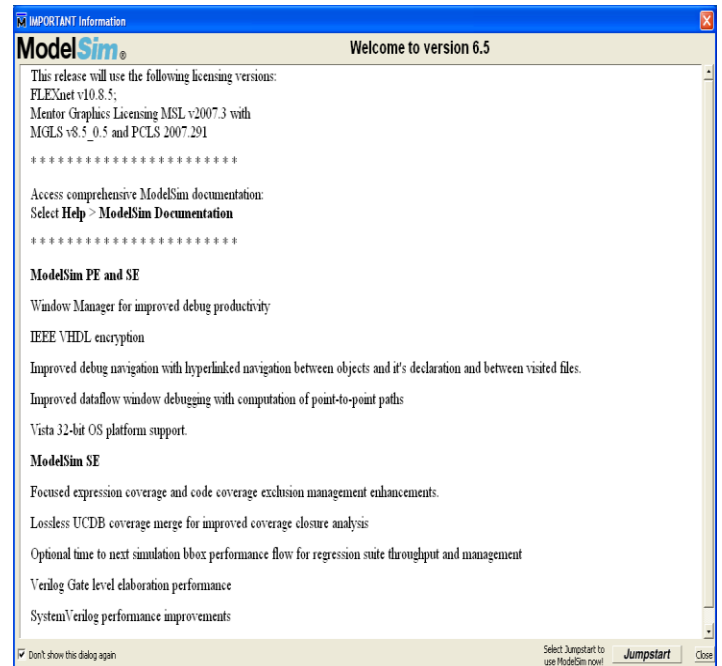 IMPORTANT Information
ModelSim®
Welcome to version 6.5
This release will use the following licensing versions:
FLEXnet v10.8.5;
Mentor Graphics Licensing MSL v2007.3 with
MGLS v8.5_0.5 and PCLS 2007.291
* * * * * * * * * * * * * * * * * * * * * * *
Access comprehensive ModelSim documentation:
Select Help > ModelSim Documentation
* * * * * * * * * * * * * * * * * * * * * * *
ModelSim PE and SE
Window Manager for improved debug productivity
IEEE VHDL encryption
Improved debug navigation with hyperlinked navigation between objects and it's declaration and between visited files.
Improved dataflow window debugging with computation of point-to-point paths
Vista 32-bit OS platform support.
ModelSim SE
Focused expression coverage and code coverage exclusion management enhancements.
Lossless UCDB coverage merge for improved coverage closure analysis
Optional time to next simulation bbox performance flow for regression suite throughput and management
Verilog Gate level elaboration performance
SystemVerilog performance improvements
Don't show this dialog again
Select Jumpstart to
use ModelSim now!
Jumpstart
Close